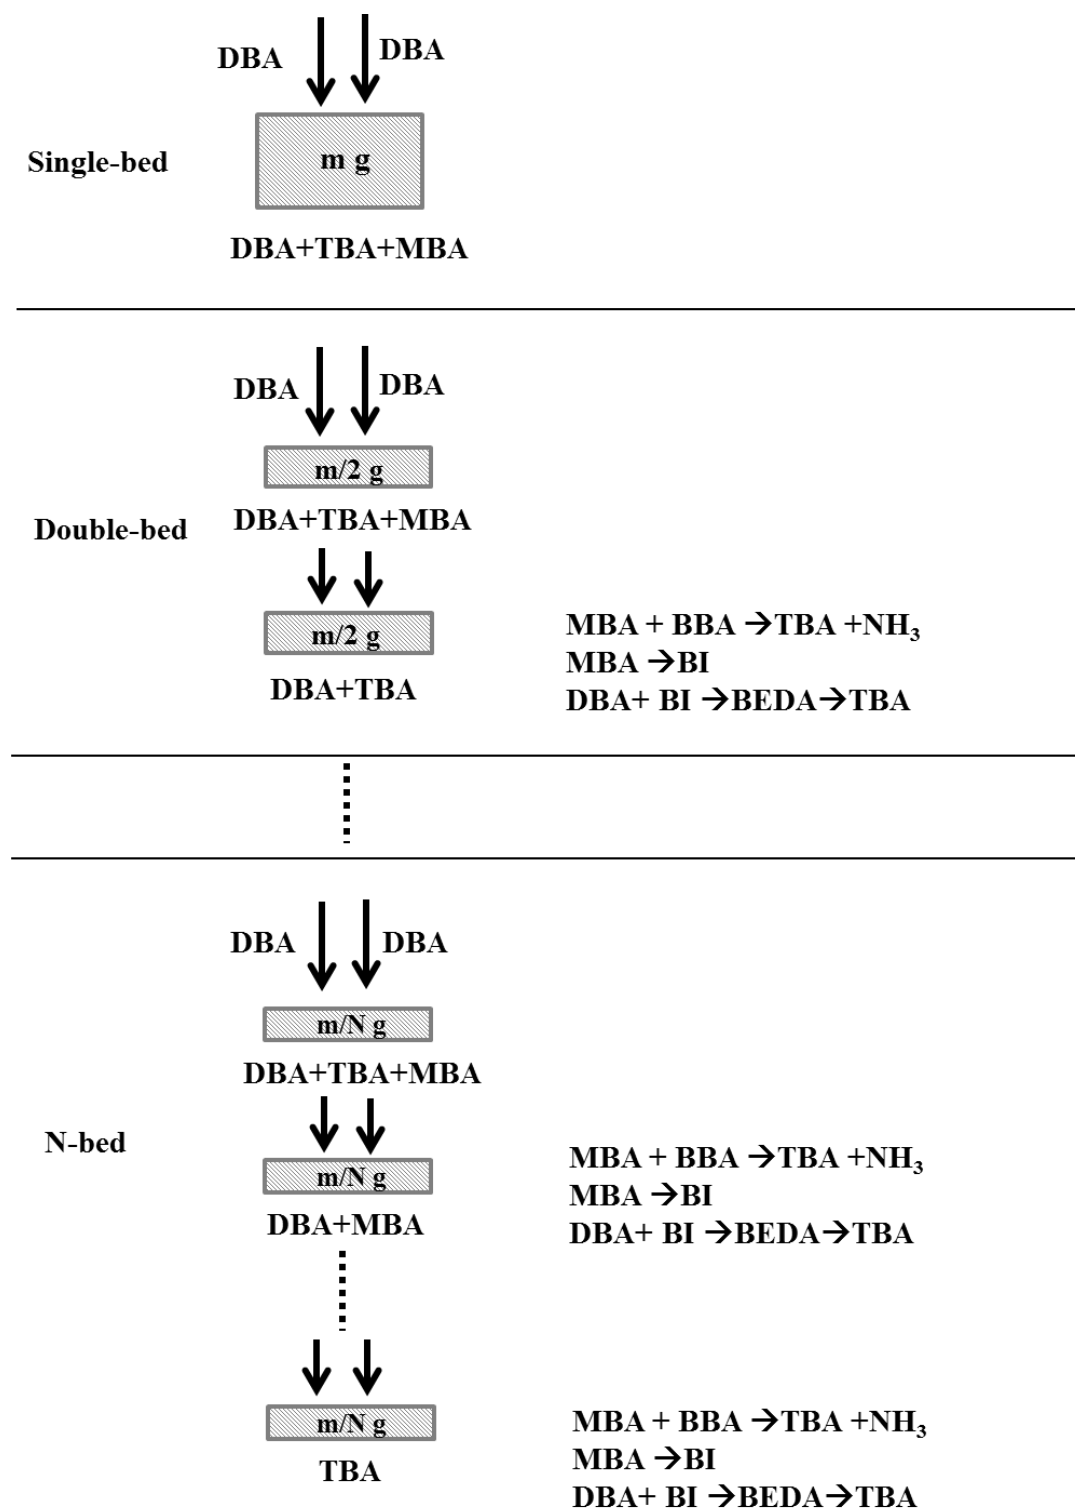 DBA DBA
Single-bed
m g
DBA+TBA+MBA
DBA DBA
m/2 g
Double-bed
DBA+TBA+MBA
m/2 g
DBA+TBA
MBA + BBA →TBA +NH₃
MBA →BI
DBA+ BI →BEDA→TBA
DBA DBA
m/N g
DBA+TBA+MBA
N-bed
m/N g
DBA+MBA
MBA + BBA →TBA +NH₃
MBA →BI
DBA+ BI →BEDA→TBA
m/N g
TBA
MBA + BBA →TBA +NH₃
MBA →BI
DBA+ BI →BEDA→TBA